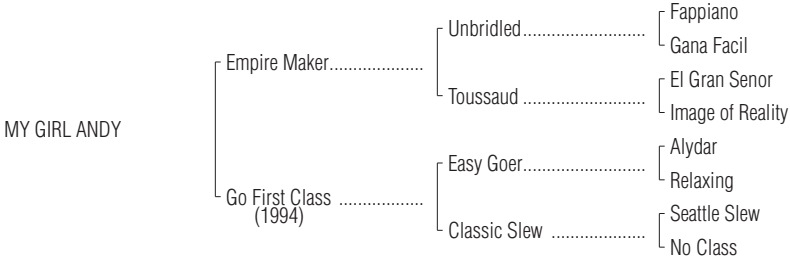 Fappiano
Unbridled..............................
Gana Facil
Empire Maker.......................
El Gran Senor
Toussaud ..............................
Image of Reality
MY GIRL ANDY
Alydar
Easy Goer..............................
Relaxing
Go First Class .....................
(1994)
Seattle Slew
Classic Slew .......................
No Class